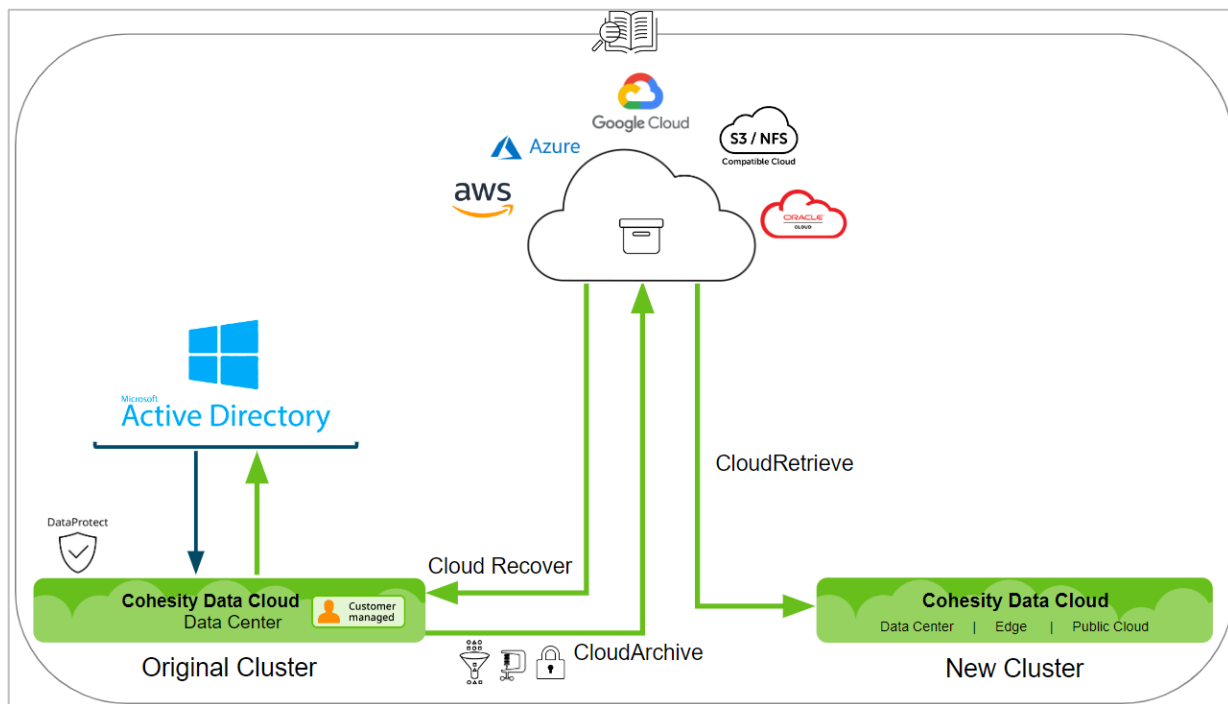 Google Cloud
S3 / NFS
Compatible Cloud
Azure
aws
ORACLE
CLOUD
Microsoft
Active Directory
CloudRetrieve
DataProtect
Cloud Recover
Cohesity Data Cloud
Data Center
Customer
managed
Cohesity Data Cloud
Data Center | Edge | Public Cloud
CloudArchive
Original Cluster
New Cluster